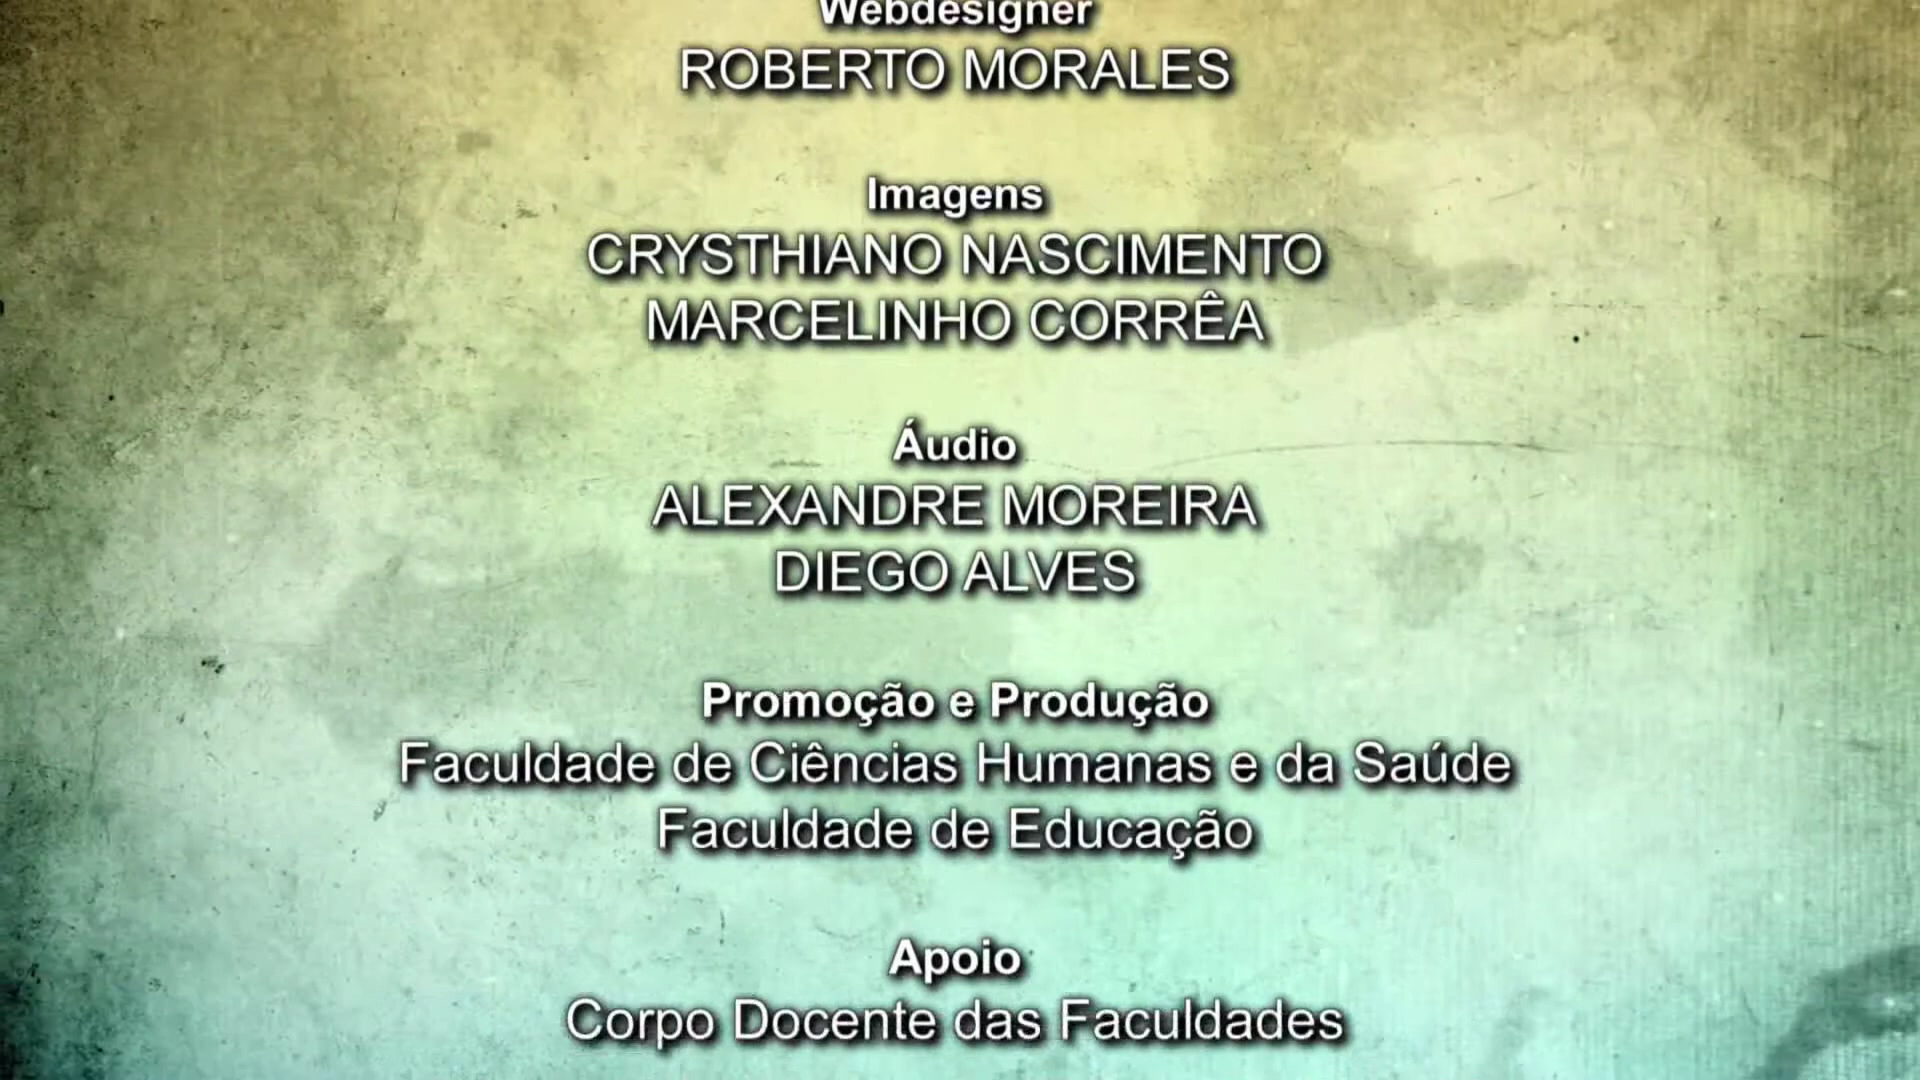 Webdesigner
ROBERTO MORALES
Imagens
CRYSTHIANO NASCIMENTO
MARCELINHO CORRÊA
Áudio
ALEXANDRE MOREIRA
DIEGO ALVES
Promoção e Produção
Faculdade de Ciências Humanas e da Saúde
Faculdade de Educação
Apoio
Corpo Docente das Faculdades